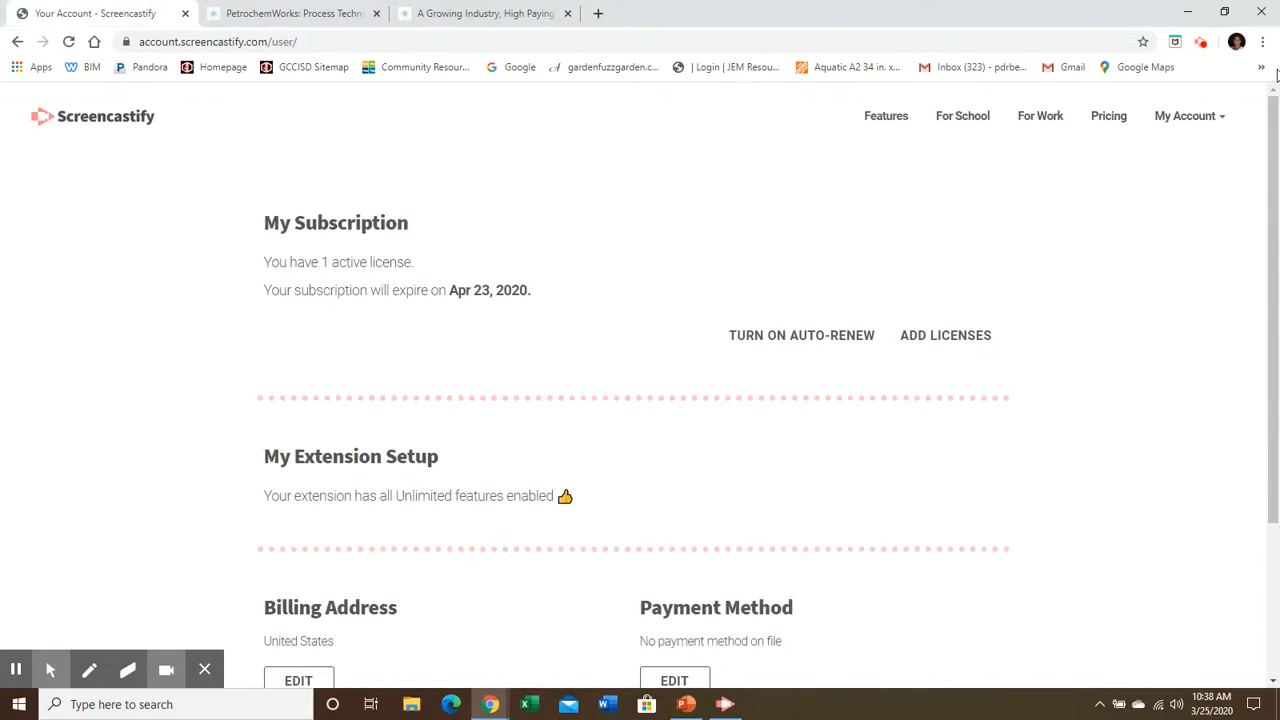 Your Account - Screencastify
PetrochemWorks: Process Techni
A Growing Industry, High Paying
account.screencastify.com/user/
Apps
BIM
Pandora
Homepage
GCCISD Sitemap
Community Resour...
Google
gardenfuzzgarden.c...
| Login | JEM Resou...
Aquatic A2 34 in. x...
Inbox (323) - pdrbe...
Gmail
Google Maps
»
Screencastify
Features
For School
For Work
Pricing
My Account
My Subscription
You have 1 active license.
Your subscription will expire on Apr 23, 2020.
TURN ON AUTO-RENEW
ADD LICENSES
My Extension Setup
Your extension has all Unlimited features enabled 👍
Billing Address
Payment Method
United States
No payment method on file
EDIT
EDIT
Type here to search
10:38 AM
3/25/2020